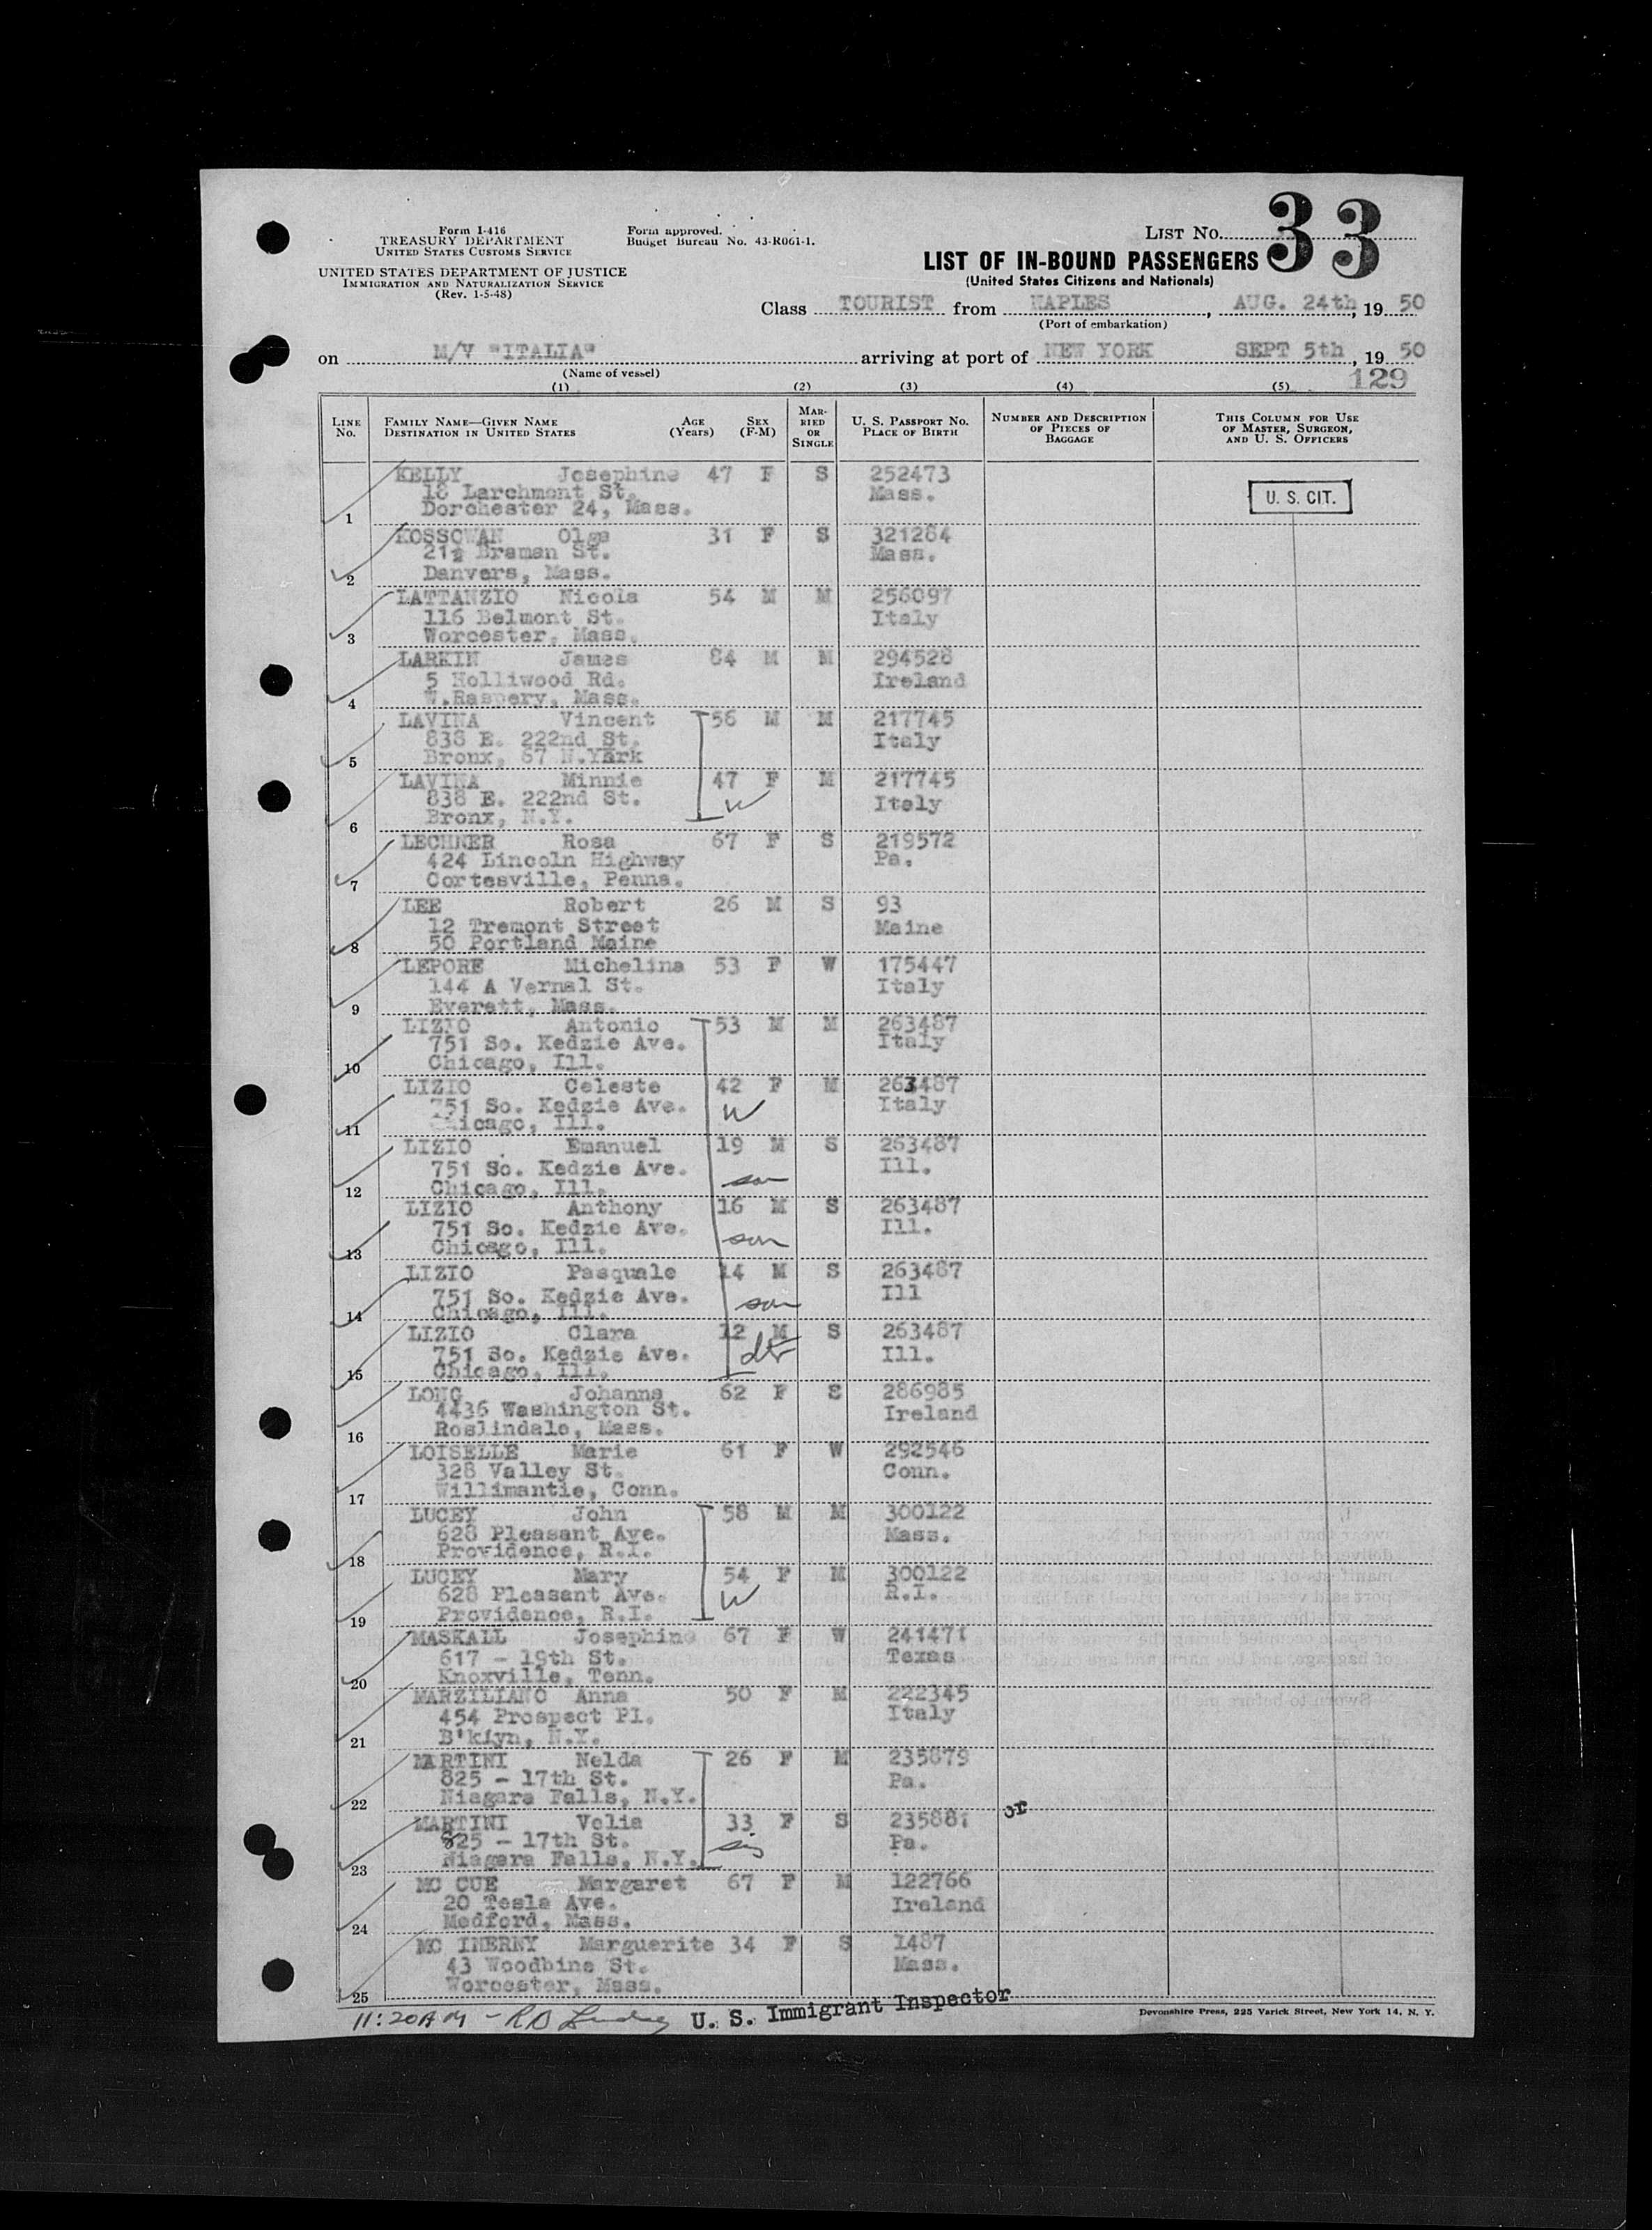 Form I-416
TREASURY DEPARTMENT
UNITED STATES CUSTOMS SERVICE
UNITED STATES DEPARTMENT OF JUSTICE
IMMIGRATION AND NATURALIZATION SERVICE
(Rev. 1-5-48)
Form approved.
Budget Bureau No. 43-R061-1.
LIST NO. 33
LIST OF IN-BOUND PASSENGERS
(United States Citizens and Nationals)
Class TOURIST from NAPLES, AUG. 24th, 19 50
(Port of embarkation)
on M/V "ITALIA" arriving at port of NEW YORK SEPT 5th, 19 50
(Name of vessel)
129
(1) (2) (3) (4) (5)
LINE No. FAMILY NAME—GIVEN NAME DESTINATION IN UNITED STATES AGE (Years) SEX (F-M) MARRIED OR SINGLE U. S. PASSPORT NO. PLACE OF BIRTH NUMBER AND DESCRIPTION OF PIECES OF BAGGAGE THIS COLUMN FOR USE OF MASTER, SURGEON, AND U. S. OFFICERS
KELLY Josephine 47 F S 252473
18 Larchmont St. Mass. U. S. CIT.
1 Dorchester 24, Mass.
KOSSOWAN Olga 31 F S 321284
21½ Braman St. Mass.
2 Danvers, Mass.
LATTANZIO Nicola 54 M M 256097
116 Belmont St. Italy
3 Worcester, Mass.
LARKIN James 84 M M 294528
5 Holliwood Rd. Ireland
4 W.Raspery, Mass.
LAVINA Vincent 56 M M 217745
838 E. 222nd St. Italy
5 Bronx, 67 N.York
LAVINA Minnie 47 F M 217745
838 E. 222nd St. W Italy
6 Bronx, N.Y.
LECHNER Rosa 67 F S 219572
424 Lincoln Highway Pa.
7 Cortesville, Penna.
LEE Robert 26 M S 93
12 Tremont Street Maine
8 50 Portland Maine
LEPORE Michelina 53 F W 175447
144 A Vernal St. Italy
9 Everett, Mass.
LIZIO Antonio 53 M M 263487
751 So. Kedzie Ave. Italy
10 Chicago, Ill.
LIZIO Celeste 42 F M 263487
751 So. Kedzie Ave. W Italy
11 Chicago, Ill.
LIZIO Emanuel 19 M S 263487
751 So. Kedzie Ave. Ill.
12 Chicago, Ill. son
LIZIO Anthony 16 M S 263487
751 So. Kedzie Ave. Ill.
13 Chicago, Ill. son
LIZIO Pasquale 14 M S 263487
751 So. Kedzie Ave. Ill
14 Chicago, Ill. son
LIZIO Clara 12 M S 263487
751 So. Kedzie Ave. dtr Ill.
15 Chicago, Ill.
LONG Johanna 62 F S 286985
4436 Washington St. Ireland
16 Roslindale, Mass.
LOISELLE Marie 61 F W 292546
328 Valley St. Conn.
17 Willimantic, Conn.
LUCEY John 58 M M 300122
628 Pleasant Ave. Mass.
18 Providence, R.I.
LUCEY Mary 54 F M 300122
628 Pleasant Ave. W R.I.
19 Providence, R.I.
MASKALL Josephine 67 F W 241471
617 - 19th St. Texas
20 Knoxville, Tenn.
MARZILIANO Anna 50 F M 222345
454 Prospect Pl. Italy
21 B'klyn, N.Y.
MARTINI Nelda 26 F M 235879
825 - 17th St. Pa.
22 Niagara Falls, N.Y.
MARTINI Velia 33 F S 235881 or
825 - 17th St. sis Pa.
23 Niagara Falls, N.Y.
MC CUE Margaret 67 F M 122766
20 Tesla Ave. Ireland
24 Medford, Mass.
MC INERNY Marguerite 34 F S 1487
43 Woodbine St. Mass.
25 Worcester, Mass.
11:20 AM - R D U. S. Immigrant Inspector
Devonshire Press, 225 Varick Street, New York 14, N. Y.